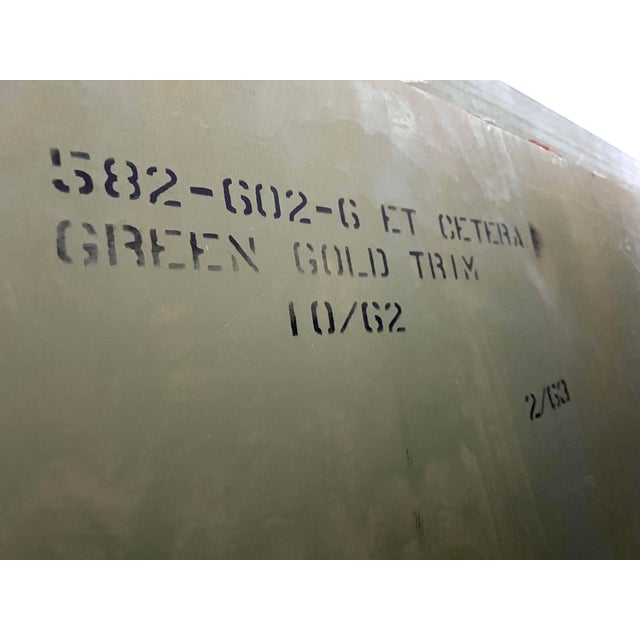 582-602-6 ET CETERA
GREEN GOLD TRIM
10/62
2/63